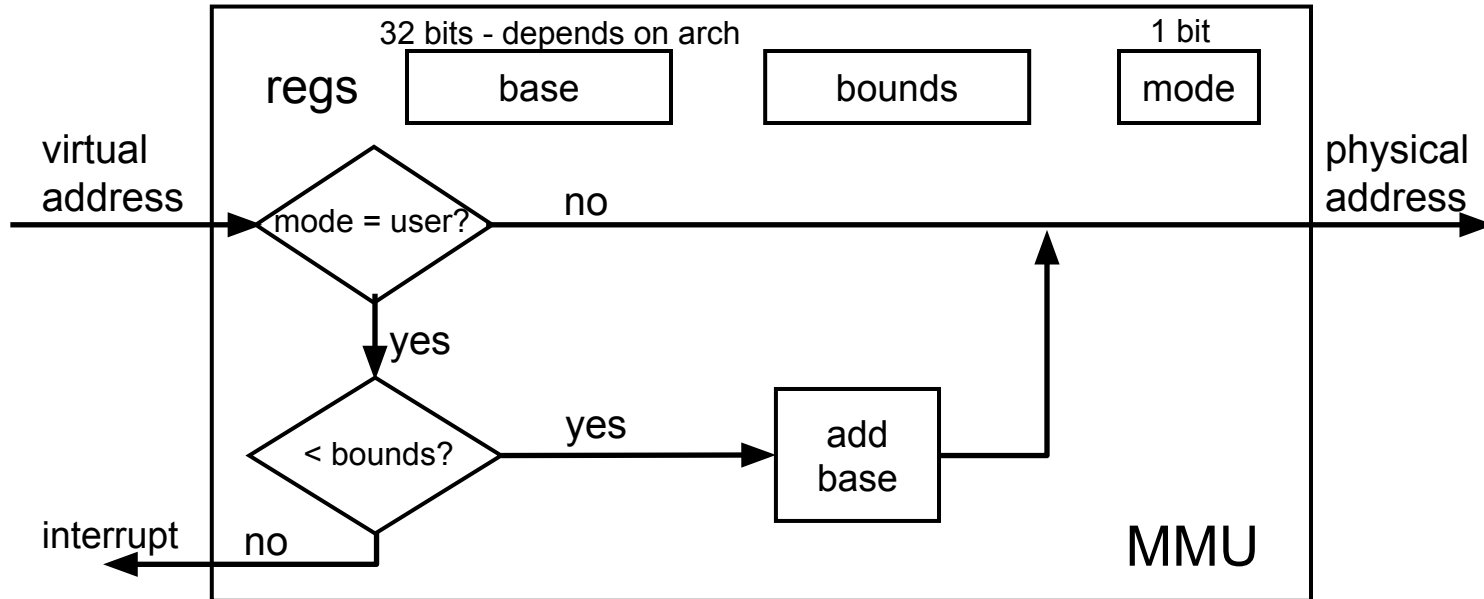 32 bits - depends on arch
1 bit
regs
base
bounds
mode
virtual
address
physical
address
mode = user?
no
yes
< bounds?
yes
add
base
interrupt
no
MMU